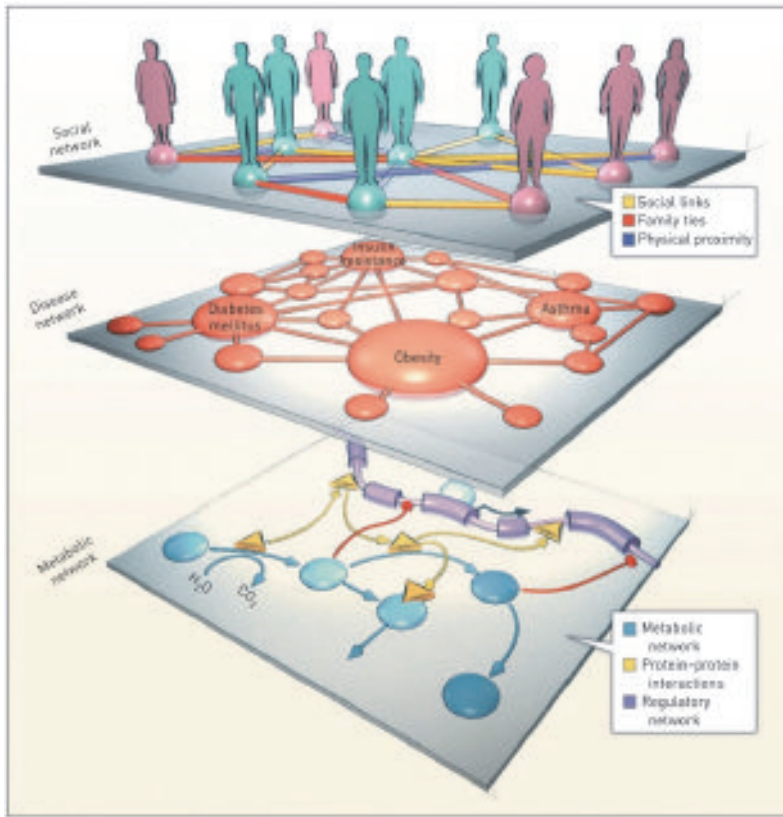 Social
network
Social links
Family ties
Physical proximity
Disease
network
Insulin
resistance
Diabetes
mellitus
Asthma
Obesity
Metabolic
network
H₂O
CO₂
Metabolic
network
Protein-protein
interactions
Regulatory
network